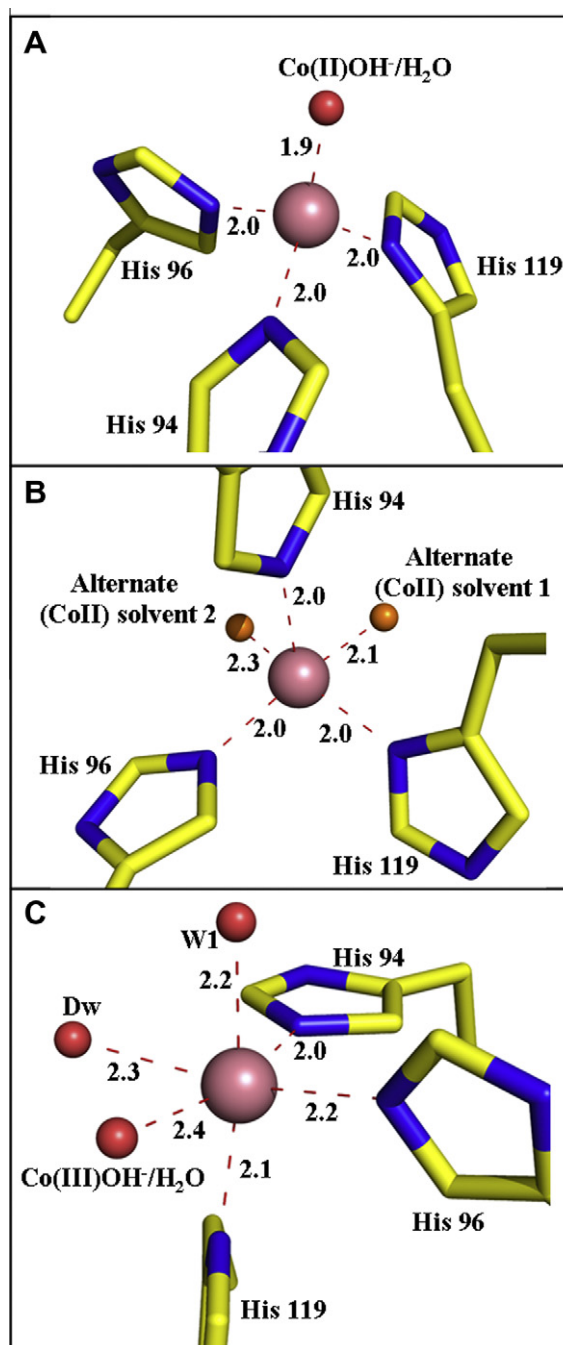 A
Co(II)OH⁻/H₂O
1.9
2.0
2.0
His 96
His 119
2.0
His 94
B
His 94
Alternate
(CoII) solvent 2
Alternate
(CoII) solvent 1
2.0
2.3
2.1
2.0
2.0
His 96
His 119
C
W1
His 94
2.2
Dw
2.0
2.3
2.2
2.4
Co(III)OH⁻/H₂O
2.1
His 96
His 119